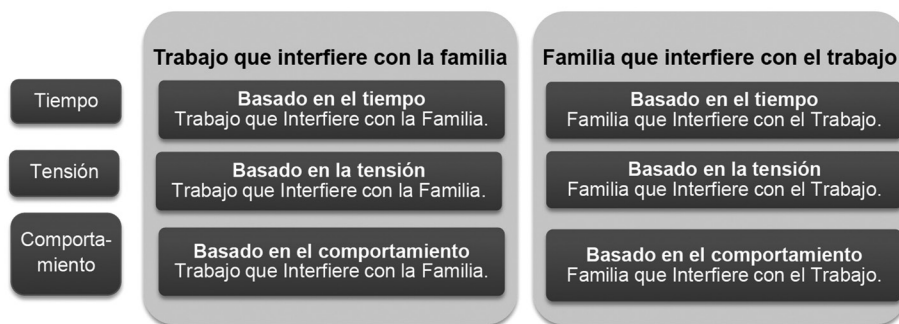 Trabajo que interfiere con la familia
Familia que interfiere con el trabajo
Tiempo
Basado en el tiempo
Trabajo que Interfiere con la Familia.
Basado en el tiempo
Familia que Interfiere con el Trabajo.
Tensión
Basado en la tensión
Trabajo que Interfiere con la Familia.
Basado en la tensión
Familia que Interfiere con el Trabajo.
Comporta-
miento
Basado en el comportamiento
Trabajo que Interfiere con la Familia.
Basado en el comportamiento
Familia que Interfiere con el Trabajo.